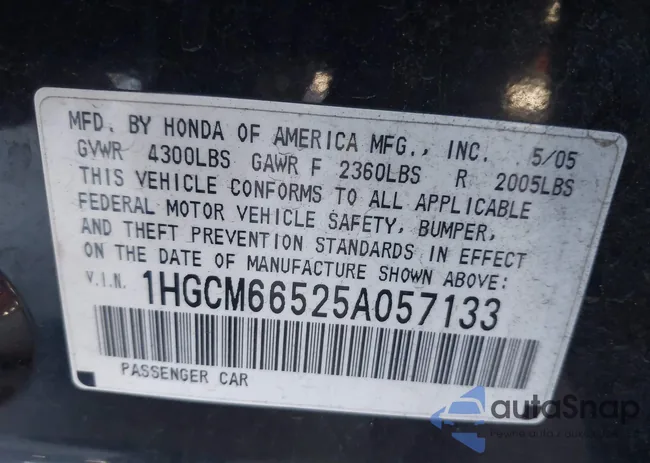 MFD. BY HONDA OF AMERICA MFG., INC. 5/05
GVWR 4300LBS GAWR F 2360LBS R 2005LBS
THIS VEHICLE CONFORMS TO ALL APPLICABLE
FEDERAL MOTOR VEHICLE SAFETY, BUMPER,
AND THEFT PREVENTION STANDARDS IN EFFECT
ON THE DATE OF MANUFACTURE SHOWN ABOVE:
V.I.N. 1HGCM66525A057133
PASSENGER CAR
autaSnap